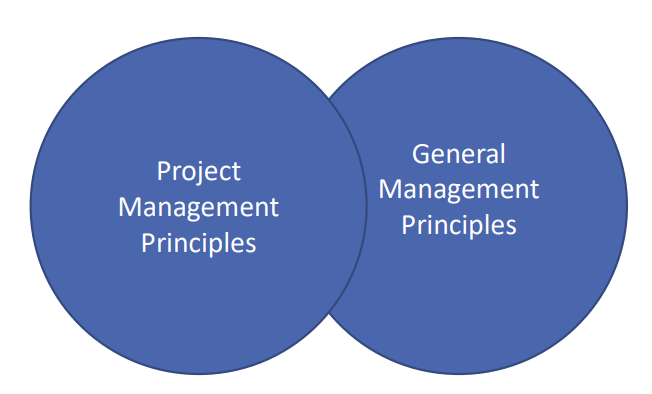 Project
Management
Principles
General
Management
Principles